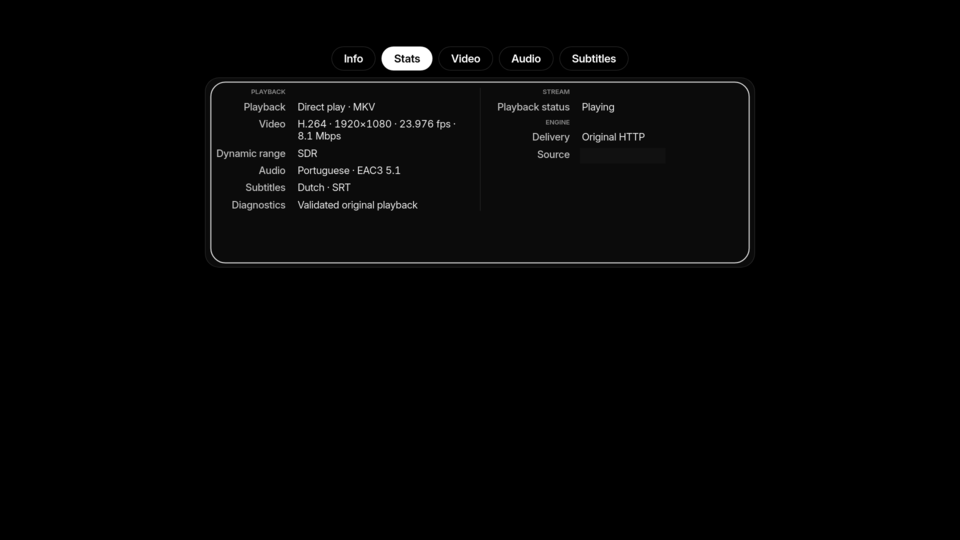 Info Stats Video Audio Subtitles
PLAYBACK
Playback Direct play · MKV
Video H.264 · 1920×1080 · 23.976 fps ·
8.1 Mbps
Dynamic range SDR
Audio Portuguese · EAC3 5.1
Subtitles Dutch · SRT
Diagnostics Validated original playback
STREAM
Playback status Playing
ENGINE
Delivery Original HTTP
Source